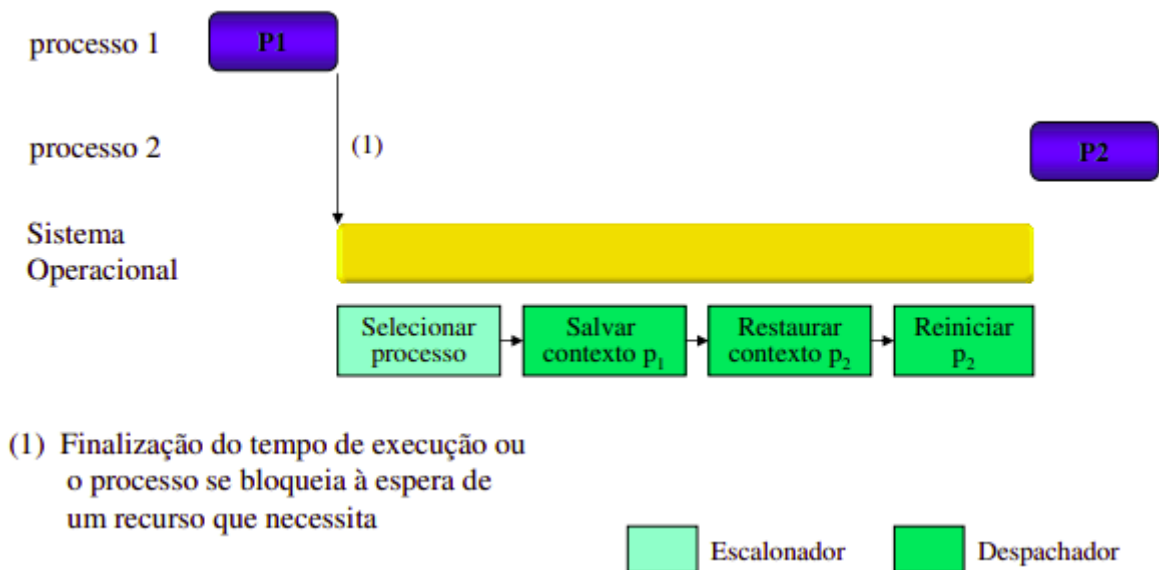 processo 1
P1
processo 2
(1)
P2
Sistema
Operacional
Selecionar
processo
Salvar
contexto p₁
Restaurar
contexto p₂
Reiniciar
p₂
(1) Finalização do tempo de execução ou
o processo se bloqueia à espera de
um recurso que necessita
Escalonador
Despachador